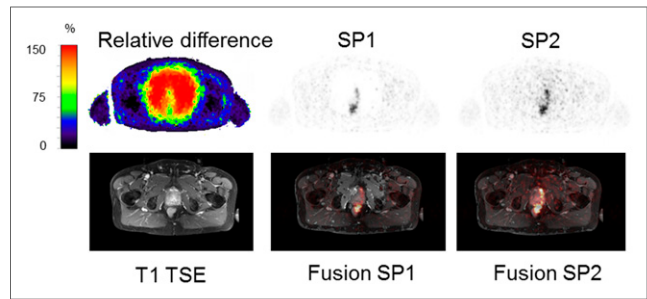 %
150
75
0
Relative difference
SP1
SP2
T1 TSE
Fusion SP1
Fusion SP2